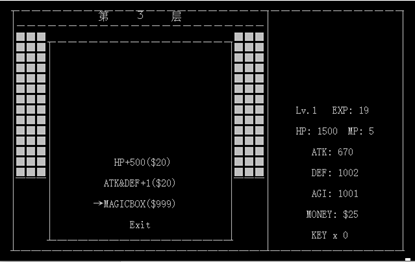 第 3 层
HP+500($20)
ATK&DEF+1($20)
→MAGICBOX($999)
Exit
Lv.1 EXP: 19
HP: 1500 MP: 5
ATK: 670
DEF: 1002
AGI: 1001
MONEY: $25
KEY x 0